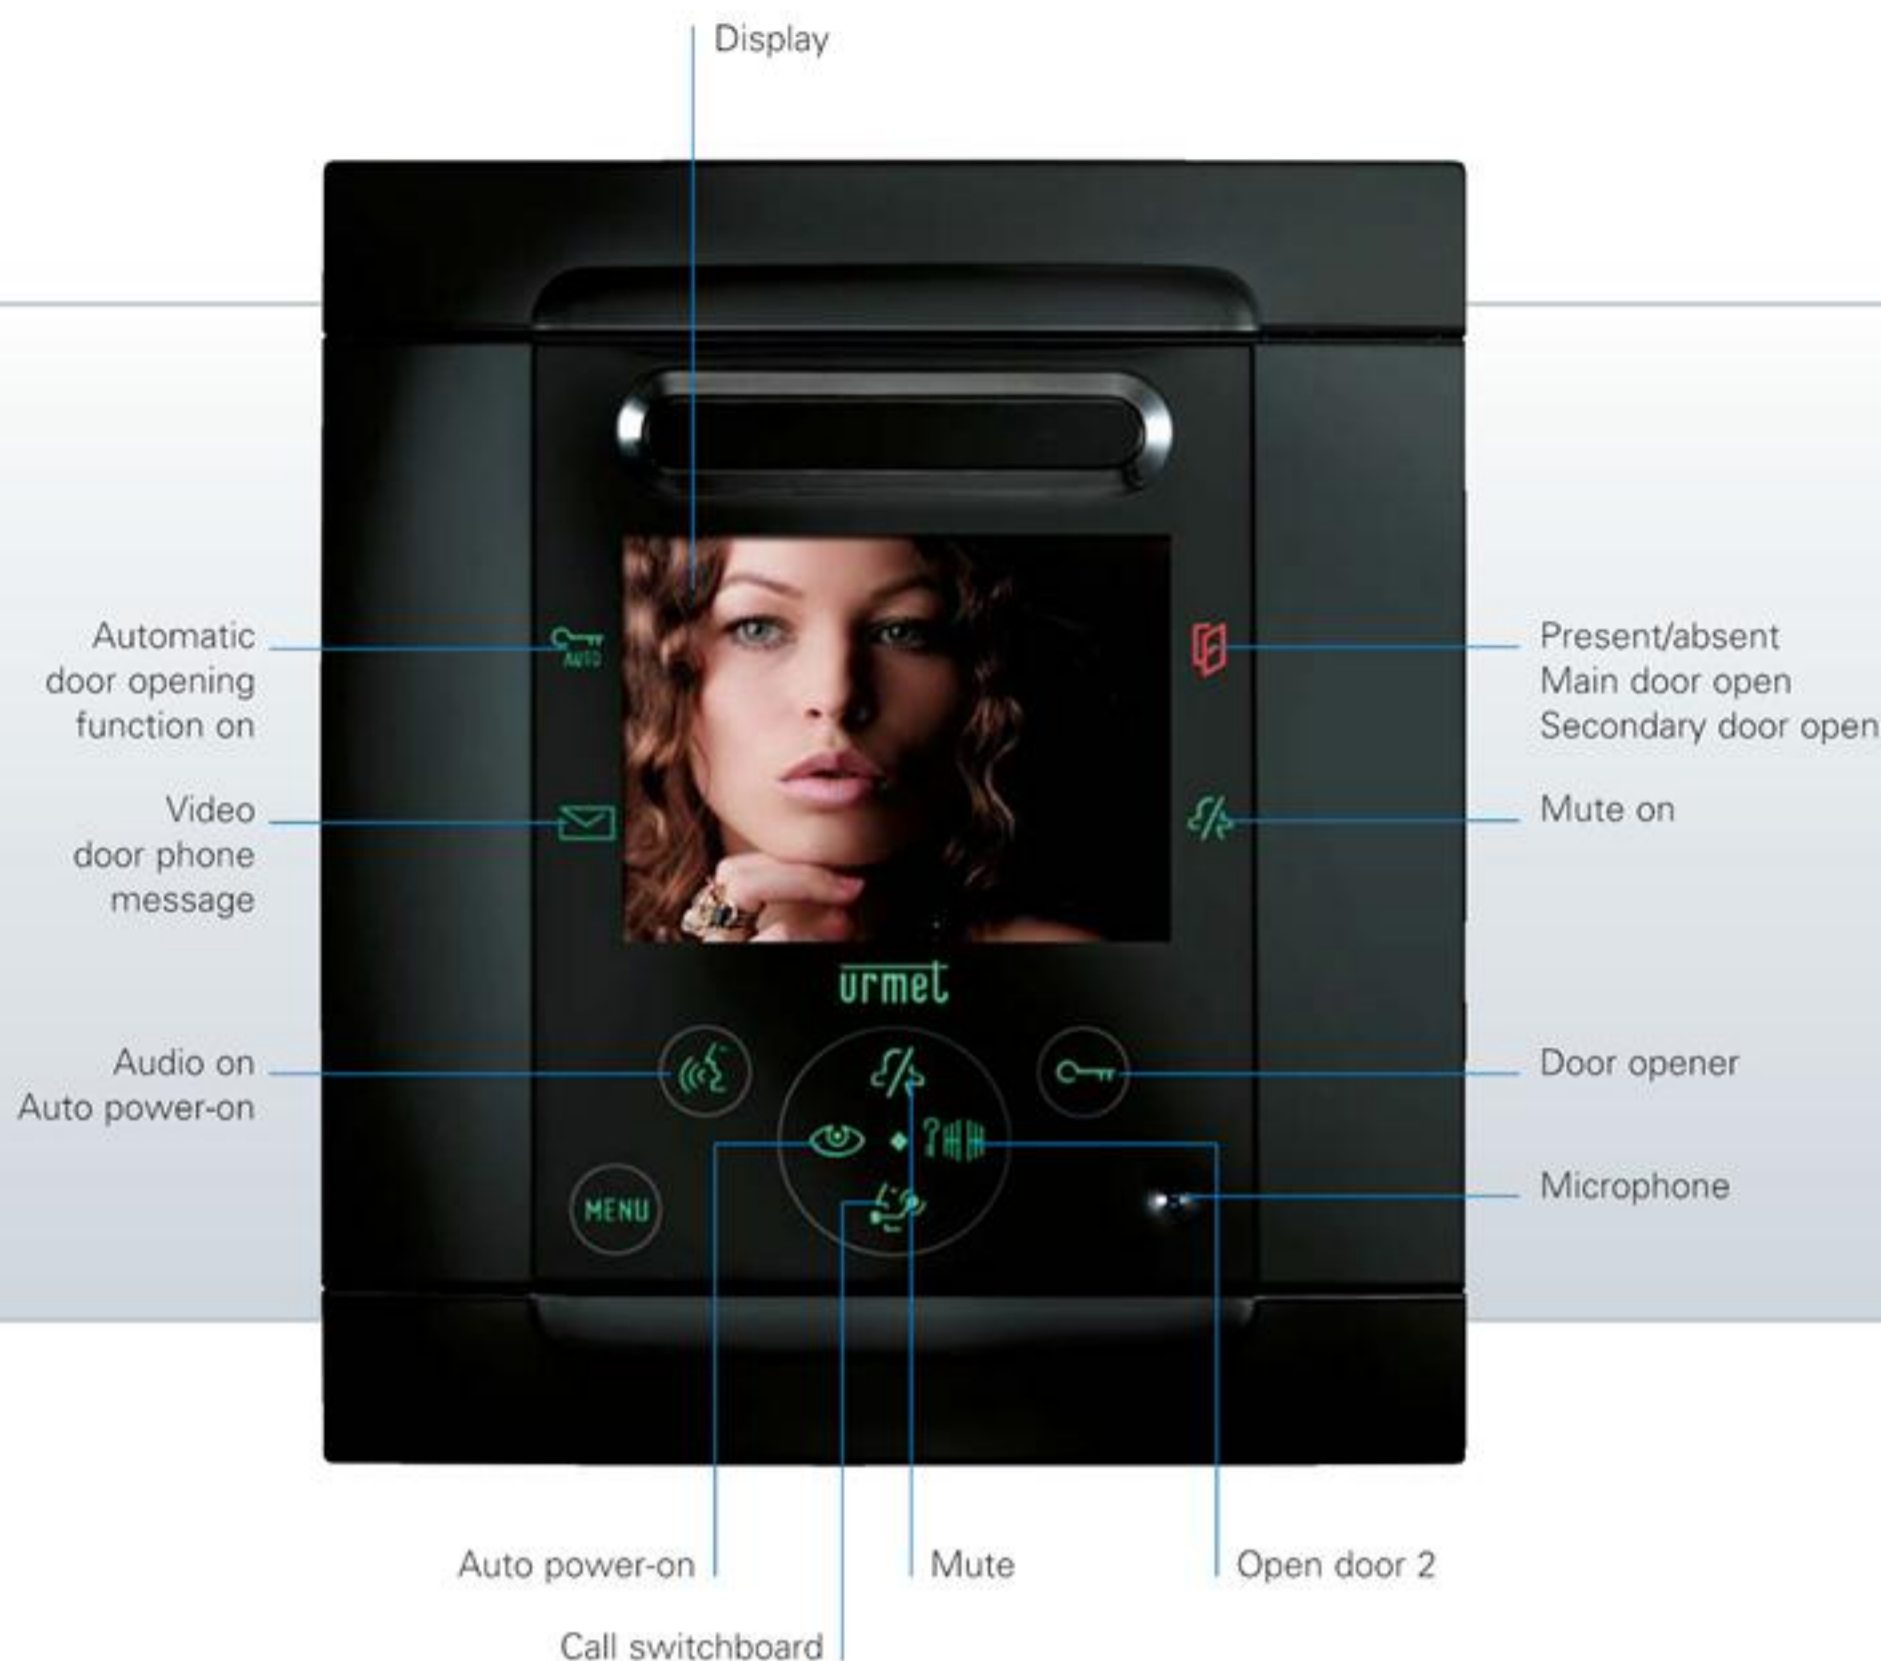 Display
Automatic
door opening
function on
AUTO
Present/absent
Main door open
Secondary door open
Video
door phone
message
Mute on
urmet
Audio on
Auto power-on
Door opener
MENU
Microphone
Auto power-on
Mute
Open door 2
Call switchboard